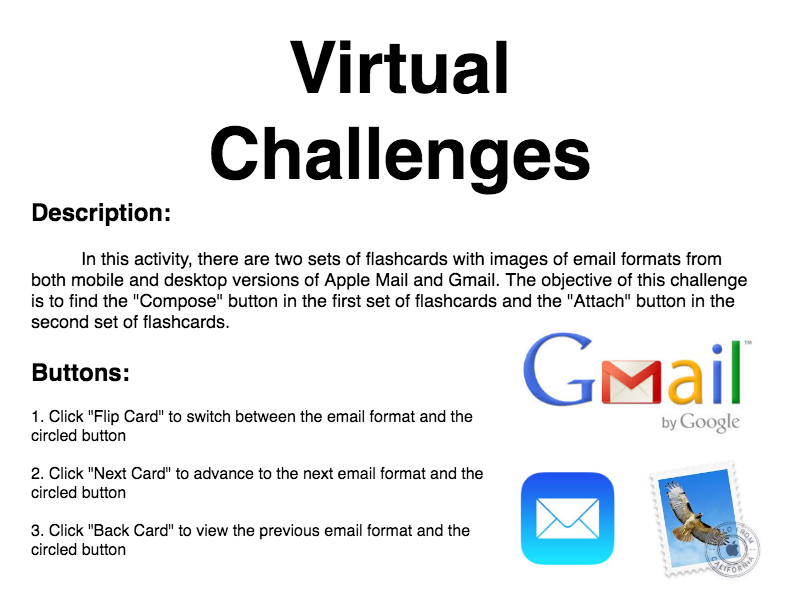 Virtual
Challenges
Description:
In this activity, there are two sets of flashcards with images of email formats from
both mobile and desktop versions of Apple Mail and Gmail. The objective of this challenge
is to find the "Compose" button in the first set of flashcards and the "Attach" button in the
second set of flashcards.
Buttons:
1. Click "Flip Card" to switch between the email format and the
circled button
2. Click "Next Card" to advance to the next email format and the
circled button
3. Click "Back Card" to view the previous email format and the
circled button
Gmail™
by Google
CALIFORNIA